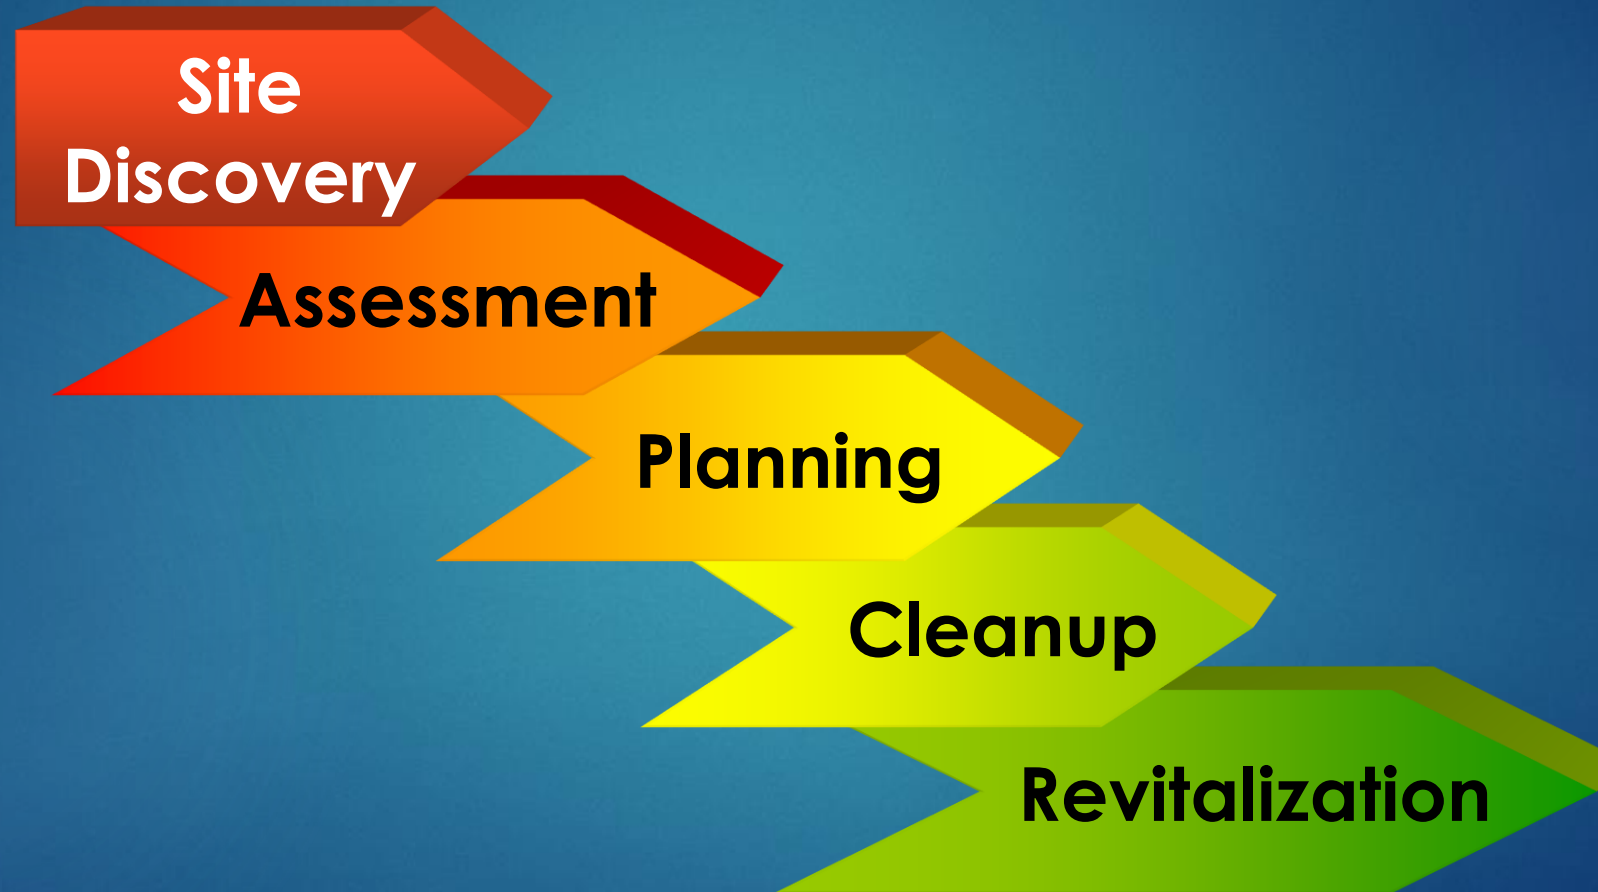 Site
Discovery
Assessment
Planning
Cleanup
Revitalization